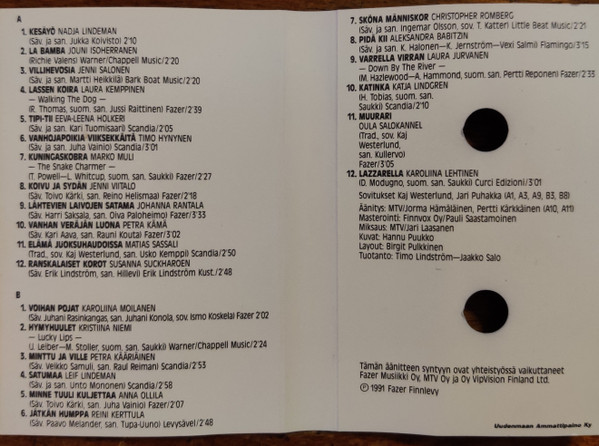 A
1. KESÄYÖ NADJA LINDEMAN
(Säv. ja san. Jukka Koivisto) 2'10
2. LA BAMBA JOUNI ISOHERRANEN
(Richie Valens) Warner/Chappell Music/2'20
3. VILLIHEVOSIA JENNI SALONEN
(Säv. ja san. Martti Heikkilä) Bark Boat Music/2'20
4. LASSEN KOIRA LAURA KEMPPINEN
— Walking The Dog —
(R. Thomas, suom. san. Jussi Raittinen) Fazer/2'39
5. TIPI-TII EEVA-LEENA HOLKERI
(Säv. ja san. Kari Tuomisaari) Scandia/2'05
6. VANHOJAPOIKIA VIIKSEKKÄITÄ TIMO HYNYNEN
(Säv. ja san. Juha Vainio) Scandia/3'01
7. KUNINGASKOBRA MARKO MULI
— The Snake Charmer —
(T. Powell—L. Whitcup, suom. san. Saukki) Fazer/2'27
8. KOIVU JA SYDÄN JENNI VIITALO
(Säv. Toivo Kärki, san. Reino Helismaa) Fazer/2'18
9. LÄHTEVIEN LAIVOJEN SATAMA JOHANNA RANTALA
(Säv. Harri Saksala, san. Oiva Paloheimo) Fazer/3'33
10. VANHAN VERÄJÄN LUONA PETRA KÄMÄ
(Säv. Kari Aava, san. Rauni Kouta) Fazer/3'02
11. ELÄMÄ JUOKSUHAUDOISSA MATIAS SASSALI
(Trad., sov. Kaj Westerlund, san. Usko Kemppi) Scandia/2'50
12. RANSKALAISET KOROT SUSANNA SUCKHAROEN
(Säv. Erik Lindström, san. Hillevi) Erik Lindström Kust./2'48
B
1. VOIHAN POJAT KAROLIINA MOILANEN
(Säv. Juhani Rasinkangas, san. Juhani Konola, sov. Ismo Koskela) Fazer 2'02
2. HYMYHUULET KRISTIINA NIEMI
— Lucky Lips —
(J. Leiber—M. Stoller, suom. san. Saukki) Warner/Chappell Music/2'24
3. MINTTU JA VILLE PETRA KÄÄRIÄINEN
(Säv. Veikko Samuli, san. Raul Reiman) Scandia/2'53
4. SATUMAA LEIF LINDEMAN
(Säv. ja san. Unto Mononen) Scandia/2'58
5. MINNE TUULI KULJETTAA ANNA OLLILA
(Säv. Toivo Kärki, san. Juha Vainio) Fazer/2'07
6. JÄTKÄN HUMPPA REINI KERTTULA
(Säv. Paavo Melander, san. Tupa-Uuno) Levysävel/2'48
7. SKÖNA MÄNNISKOR CHRISTOPER ROMBERG
(Säv. ja san. Ingemar Olsson, sov. T. Katteri) Little Beat Music/2'21
8. PIDÄ KII ALEKSANDRA BABITZIN
(Säv. ja san. K. Halonen—K. Jernström—Vexi Salmi) Flamingo/3'15
9. VARRELLA VIRRAN LAURA JURVANEN
— Down By The River —
(M. Hazlewood—A. Hammond, suom. san. Pertti Reponen) Fazer/2'33
10. KATINKA KATJA LINDGREN
(H. Tobias, suom. san.
Saukki) Scandia/2'10
11. MUURARI
OULA SALOKANNEL
(Trad., sov. Kaj
Westerlund,
san. Kullervo)
Fazer/3'05
12. LAZZARELLA KAROLIINA LEHTINEN
(D. Modugno, suom. san. Saukki) Curci Edizioni/3'01
Sovitukset Kaj Westerlund, Jari Puhakka (A1, A3, A9, B3, B8)
Äänitys: MTV/Jorma Hämäläinen, Pertti Kärkkäinen (A10, A11)
Masterointi: Finnvox Oy/Pauli Saastamoinen
Miksaus: MTV/Jari Laasanen
Kuvat: Hannu Puukko
Layout: Birgit Pulkkinen
Tuotanto: Timo Lindström—Jaakko Salo
Tämän äänitteen syntyyn ovat yhteistyössä vaikuttaneet
Fazer Musiikki Oy, MTV Oy ja Oy VipVision Finland Ltd.
Ⓟ 1991 Fazer Finnlevy
Uudenmaan Ammattipaino Ky